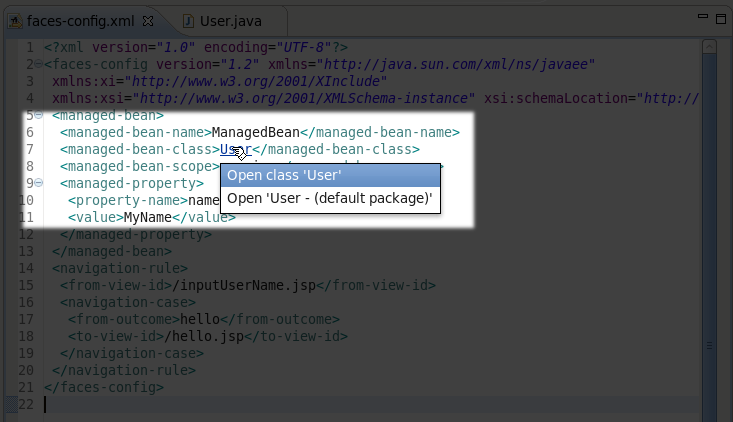 faces-config.xml User.java
1 <?xml version="1.0" encoding="UTF-8"?>
2 <faces-config version="1.2" xmlns="http://java.sun.com/xml/ns/javaee"
3 xmlns:xi="http://www.w3.org/2001/XInclude"
4 xmlns:xsi="http://www.w3.org/2001/XMLSchema-instance" xsi:schemaLocation="http://
5 <managed-bean>
6 <managed-bean-name>ManagedBean</managed-bean-name>
7 <managed-bean-class>User</managed-bean-class>
8 <managed-bean-scope>
Open class 'User'
9 <managed-property>
Open 'User - (default package)'
10 <property-name>name
11 <value>MyName</value>
12 </managed-property>
13 </managed-bean>
14 <navigation-rule>
15 <from-view-id>/inputUserName.jsp</from-view-id>
16 <navigation-case>
17 <from-outcome>hello</from-outcome>
18 <to-view-id>/hello.jsp</to-view-id>
19 </navigation-case>
20 </navigation-rule>
21 </faces-config>
22